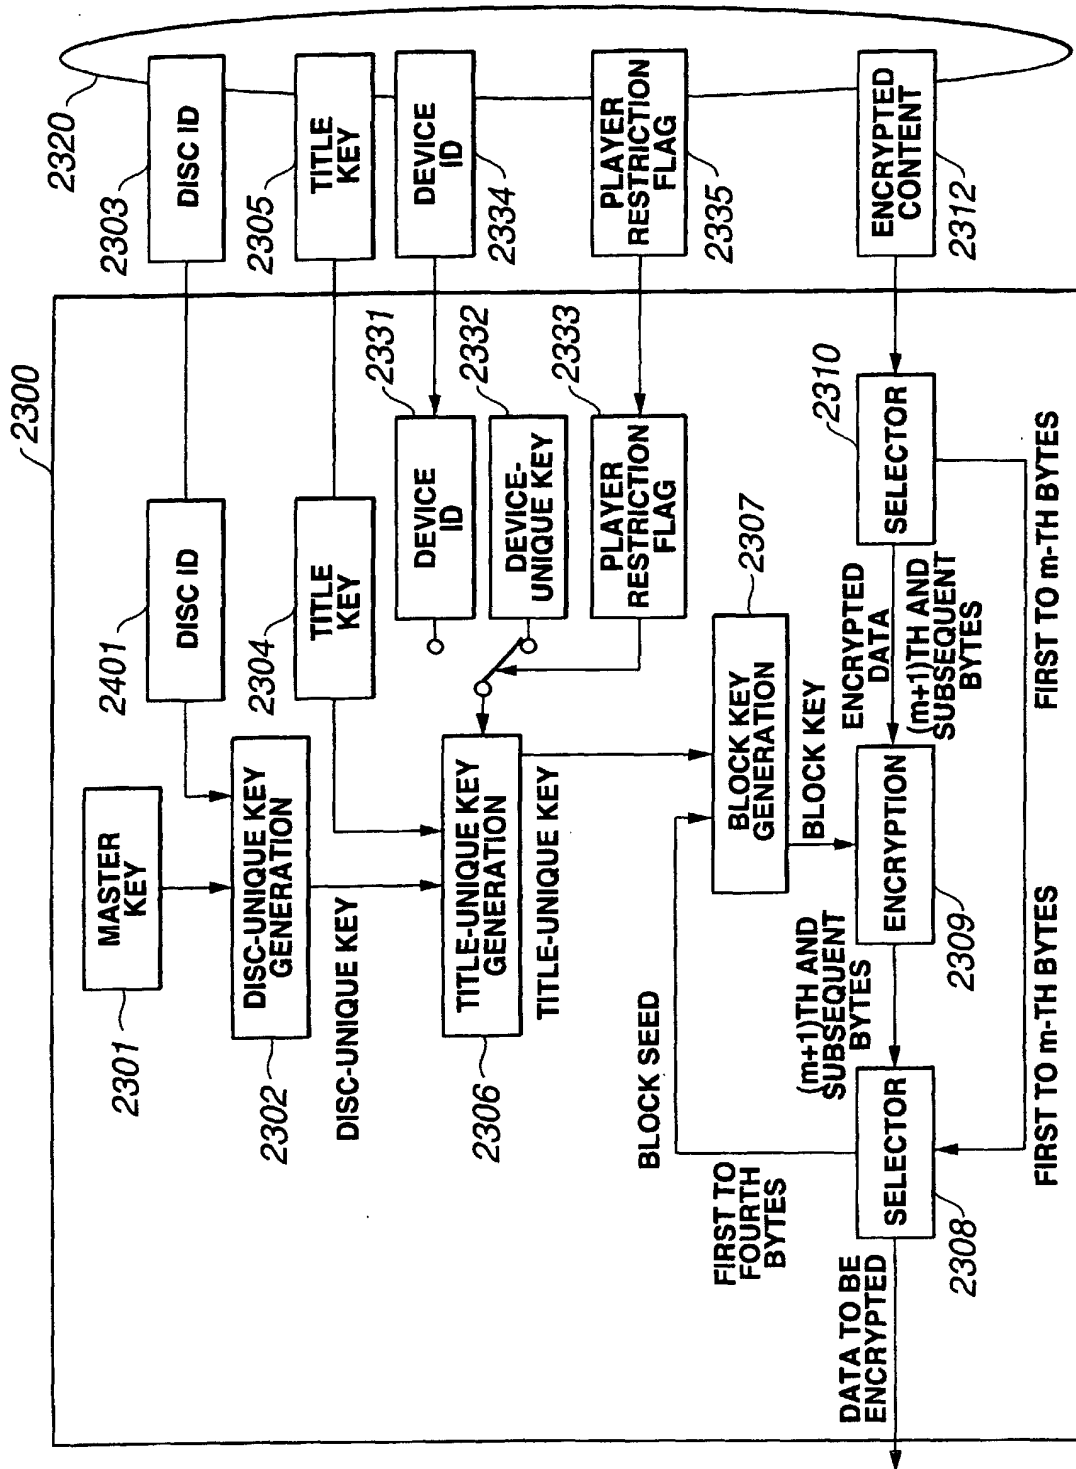 2300
2301
MASTER
KEY
2401
DISC ID
2303
DISC ID
2320
2302
DISC-UNIQUE KEY
GENERATION
DISC-UNIQUE KEY
2304
TITLE
KEY
2305
TITLE
KEY
2331
DEVICE
ID
DEVICE
ID
2334
2332
DEVICE-
UNIQUE KEY
2306
TITLE-UNIQUE KEY
GENERATION
TITLE-UNIQUE KEY
2333
PLAYER
RESTRICTION
FLAG
PLAYER
RESTRICTION
FLAG
2335
BLOCK SEED
BLOCK KEY
GENERATION
2307
BLOCK KEY
FIRST TO
FOURTH
BYTES
(m+1)TH AND
SUBSEQUENT
BYTES
ENCRYPTED
DATA
(m+1)TH AND
SUBSEQUENT
BYTES
2310
DATA TO BE
ENCRYPTED
SELECTOR
2308
ENCRYPTION
2309
SELECTOR
ENCRYPTED
CONTENT
2312
FIRST TO m-TH BYTES
FIRST TO m-TH BYTES